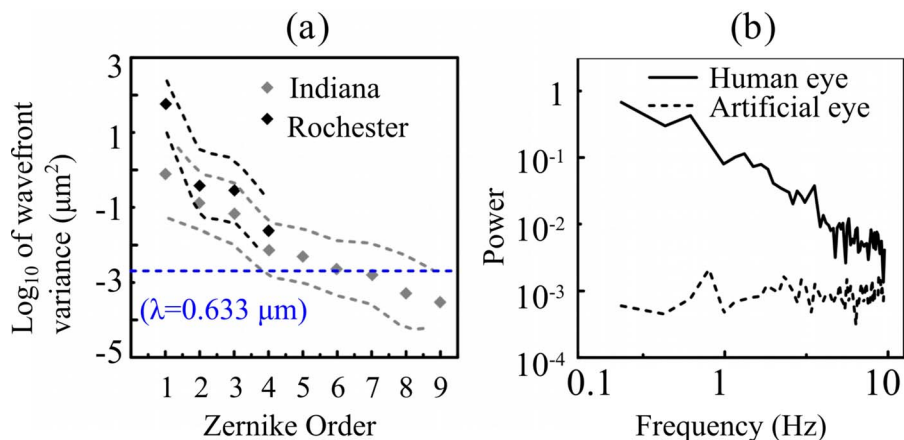 (a)
Log₁₀ of wavefront
variance (μm²)
3
1
-1
-3
-5
Indiana
Rochester
(λ=0.633 μm)
1 2 3 4 5 6 7 8 9
Zernike Order
(b)
Power
1
10⁻¹
10⁻²
10⁻³
10⁻⁴
Human eye
Artificial eye
0.1 1 10
Frequency (Hz)